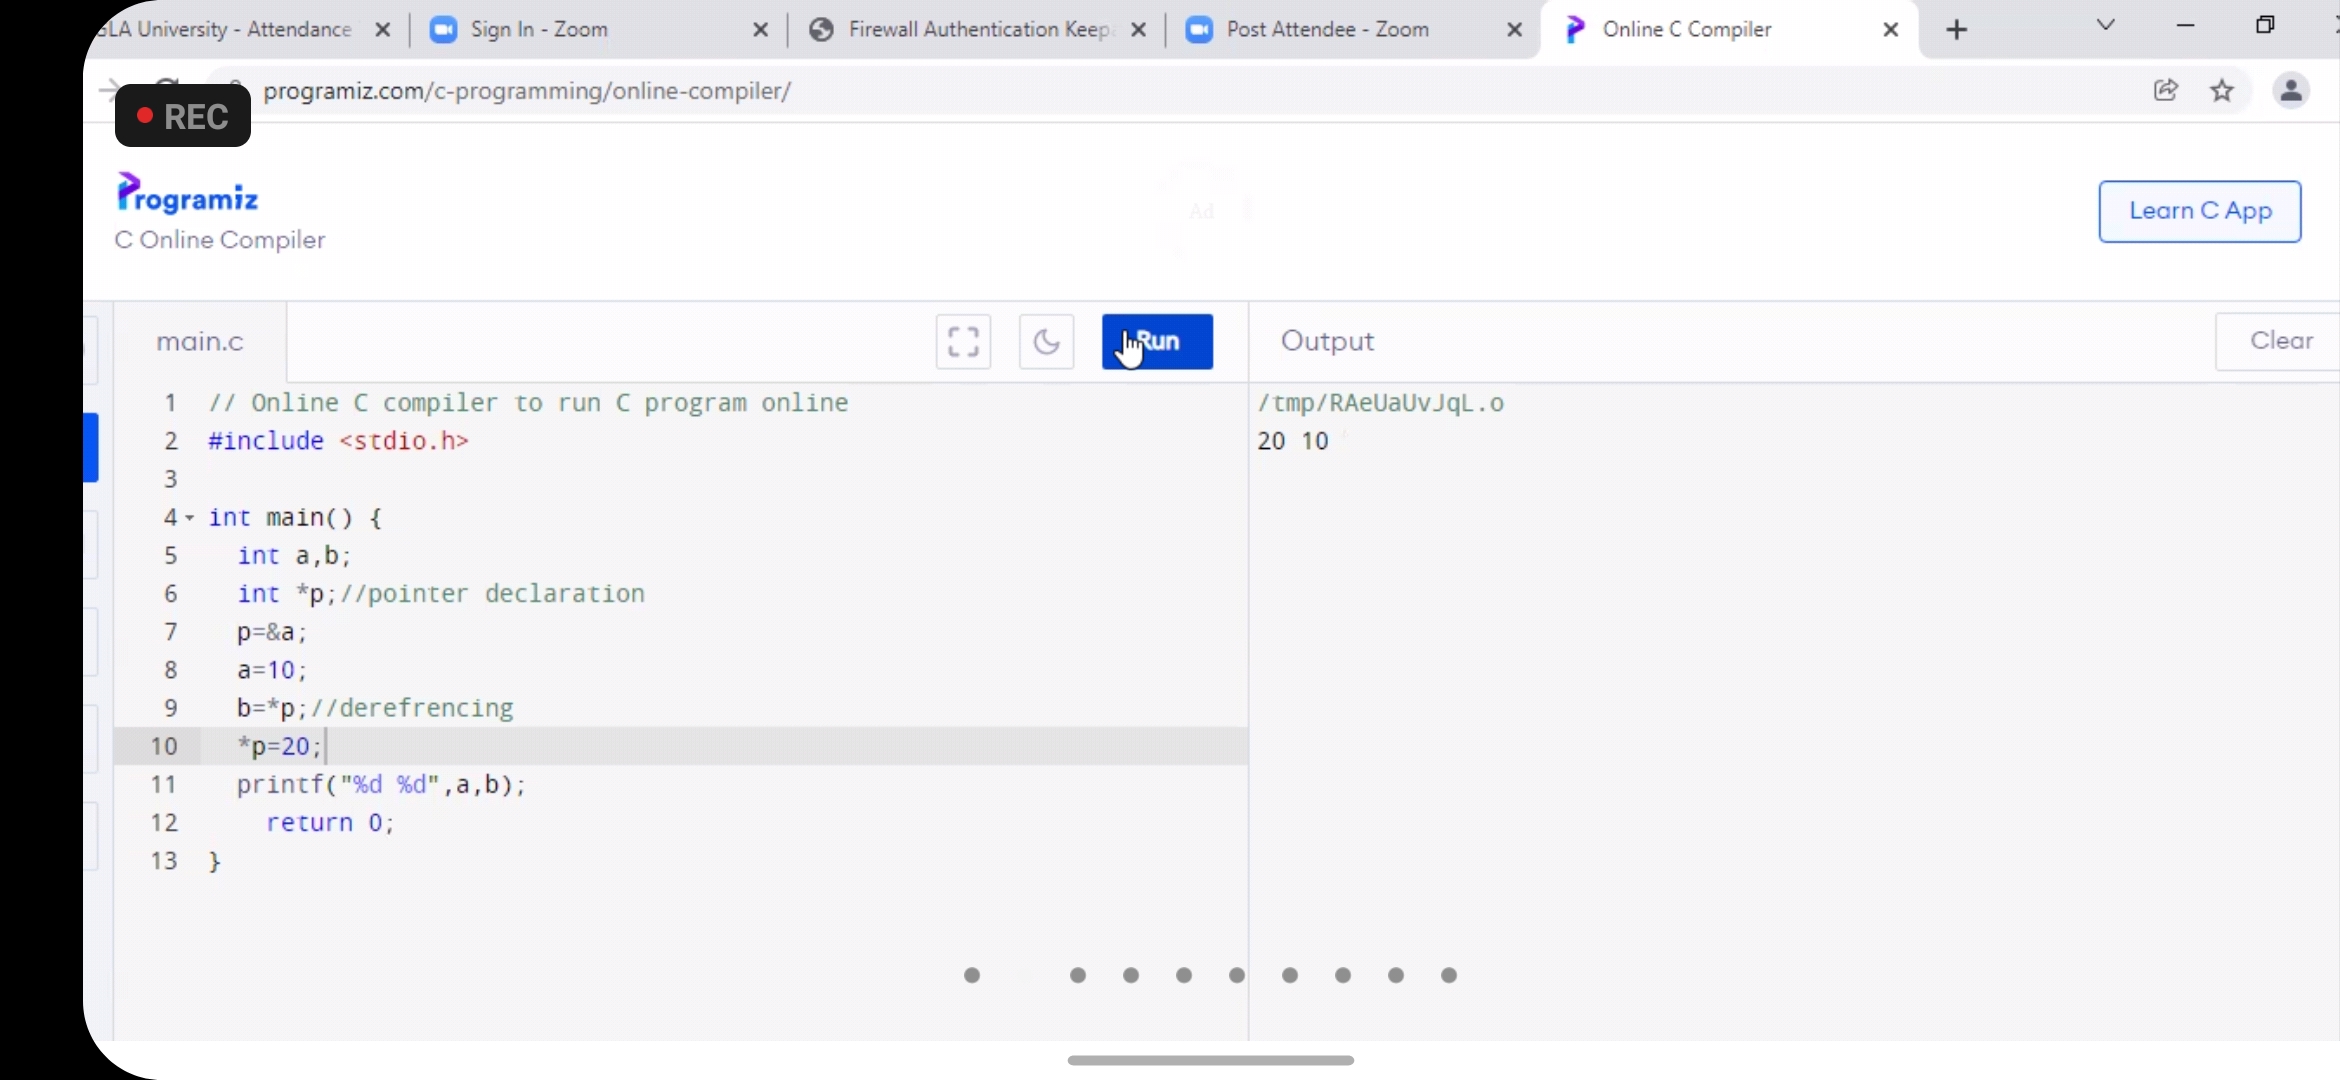 GLA University - Attendance
Sign In - Zoom
Firewall Authentication Keep
Post Attendee - Zoom
Online C Compiler
programiz.com/c-programming/online-compiler/
REC
Programiz
C Online Compiler
Ad
Learn C App
main.c
Run
Output
Clear
1 // Online C compiler to run C program online
2 #include <stdio.h>
3
4 int main() {
5 int a,b;
6 int *p;//pointer declaration
7 p=&a;
8 a=10;
9 b=*p;//derefrencing
10 *p=20;
11 printf("%d %d",a,b);
12 return 0;
13 }
/tmp/RAeUaUvJqL.o
20 10